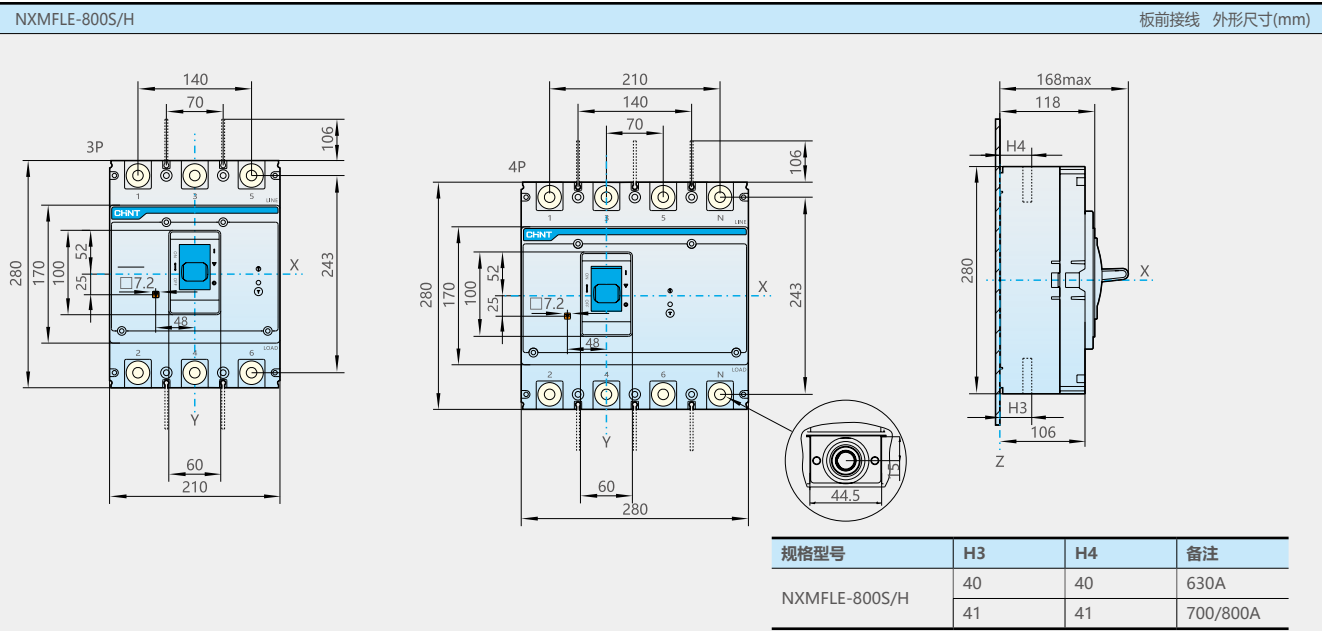 NXMFLE-800S/H
板前接线 外形尺寸(mm)
140
70
106
3P
1 3 5
LINE
CHNT
280
170
100
52
25
□7.2
48
X
243
LOAD
2 4 6
Y
60
210
210
140
70
106
4P
1 3 5 N
LINE
CHNT
280
170
100
52
25
□7.2
48
X
243
LOAD
2 4 6 N
Y
60
280
15
44.5
168max
118
H4
280
X
H3
106
Z
规格型号 H3 H4 备注
NXMFLE-800S/H
40 40 630A
41 41 700/800A